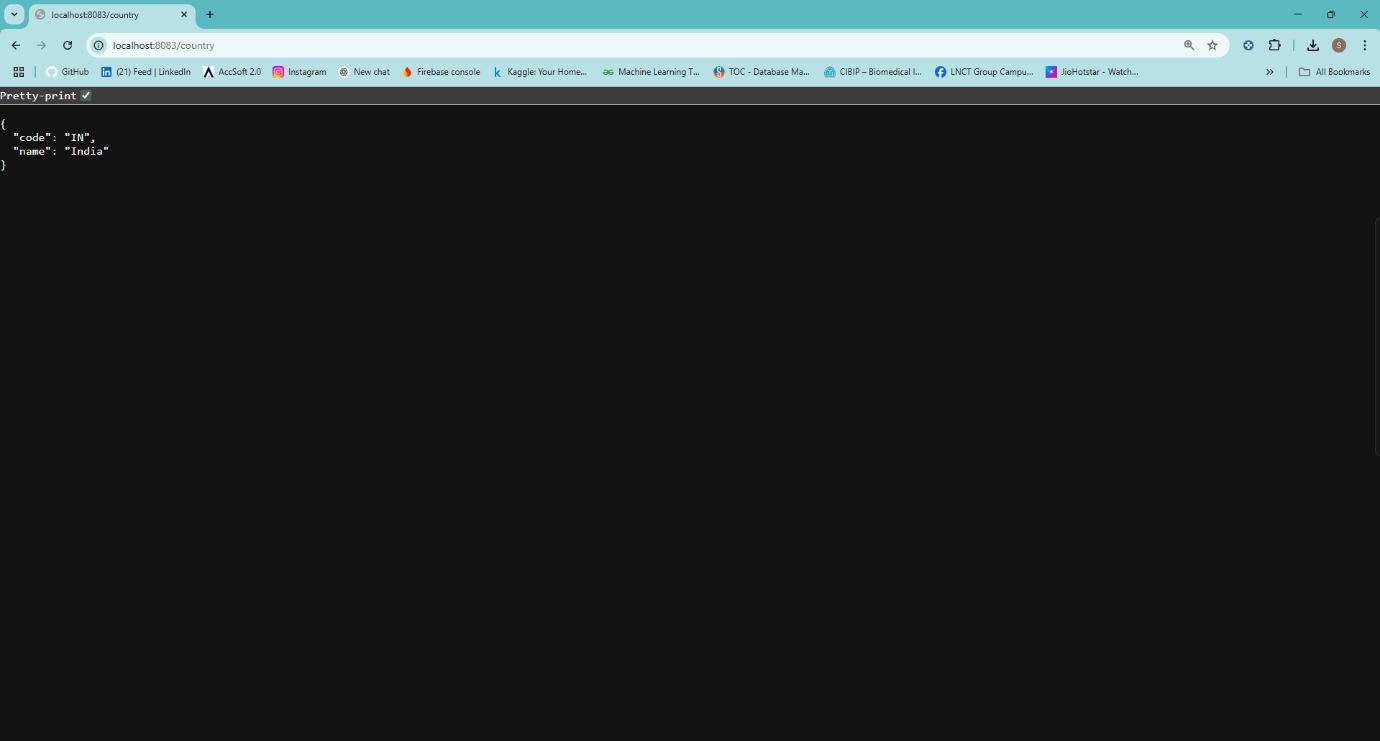 localhost:8083/country
localhost:8083/country
S
GitHub (21) Feed | LinkedIn AccSoft 2.0 Instagram New chat Firebase console Kaggle: Your Home... Machine Learning T... TOC - Database Ma... CIBIP – Biomedical I... LNCT Group Campu... JioHotstar - Watch... All Bookmarks
Pretty-print
{
"code": "IN",
"name": "India"
}